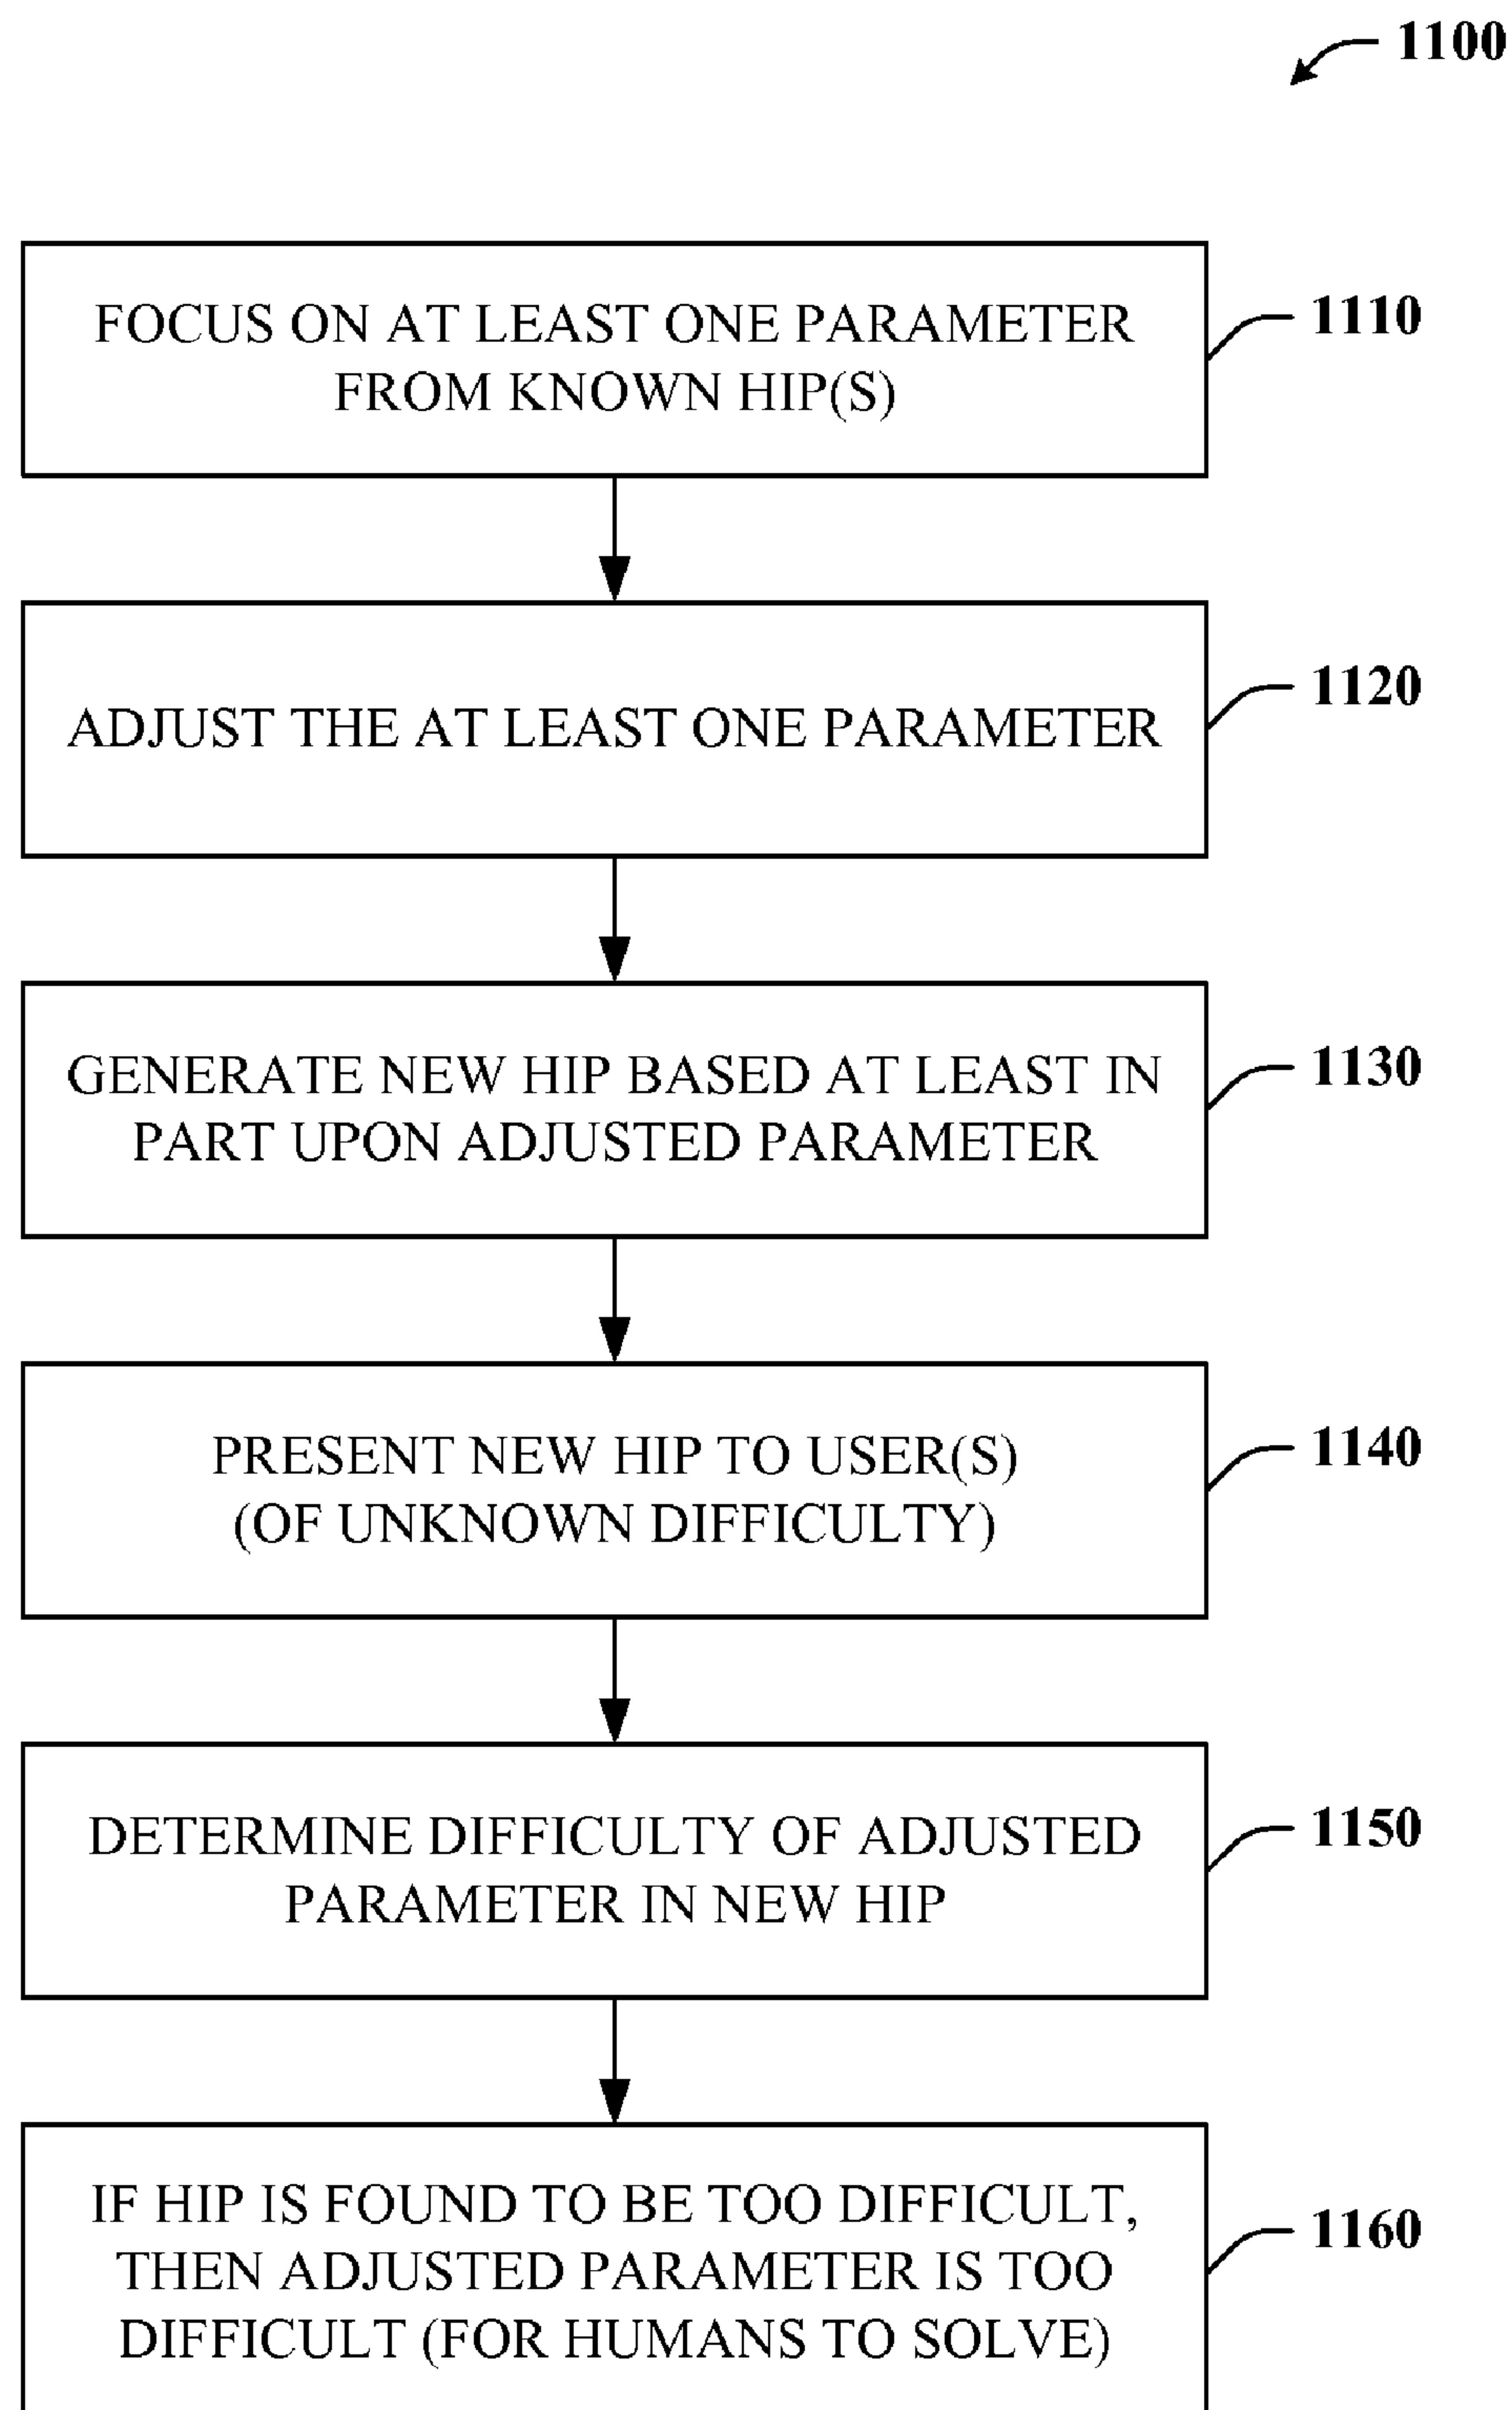 1100
FOCUS ON AT LEAST ONE PARAMETER
FROM KNOWN HIP(S)
1110
ADJUST THE AT LEAST ONE PARAMETER
1120
GENERATE NEW HIP BASED AT LEAST IN
PART UPON ADJUSTED PARAMETER
1130
PRESENT NEW HIP TO USER(S)
(OF UNKNOWN DIFFICULTY)
1140
DETERMINE DIFFICULTY OF ADJUSTED
PARAMETER IN NEW HIP
1150
IF HIP IS FOUND TO BE TOO DIFFICULT,
THEN ADJUSTED PARAMETER IS TOO
DIFFICULT (FOR HUMANS TO SOLVE)
1160